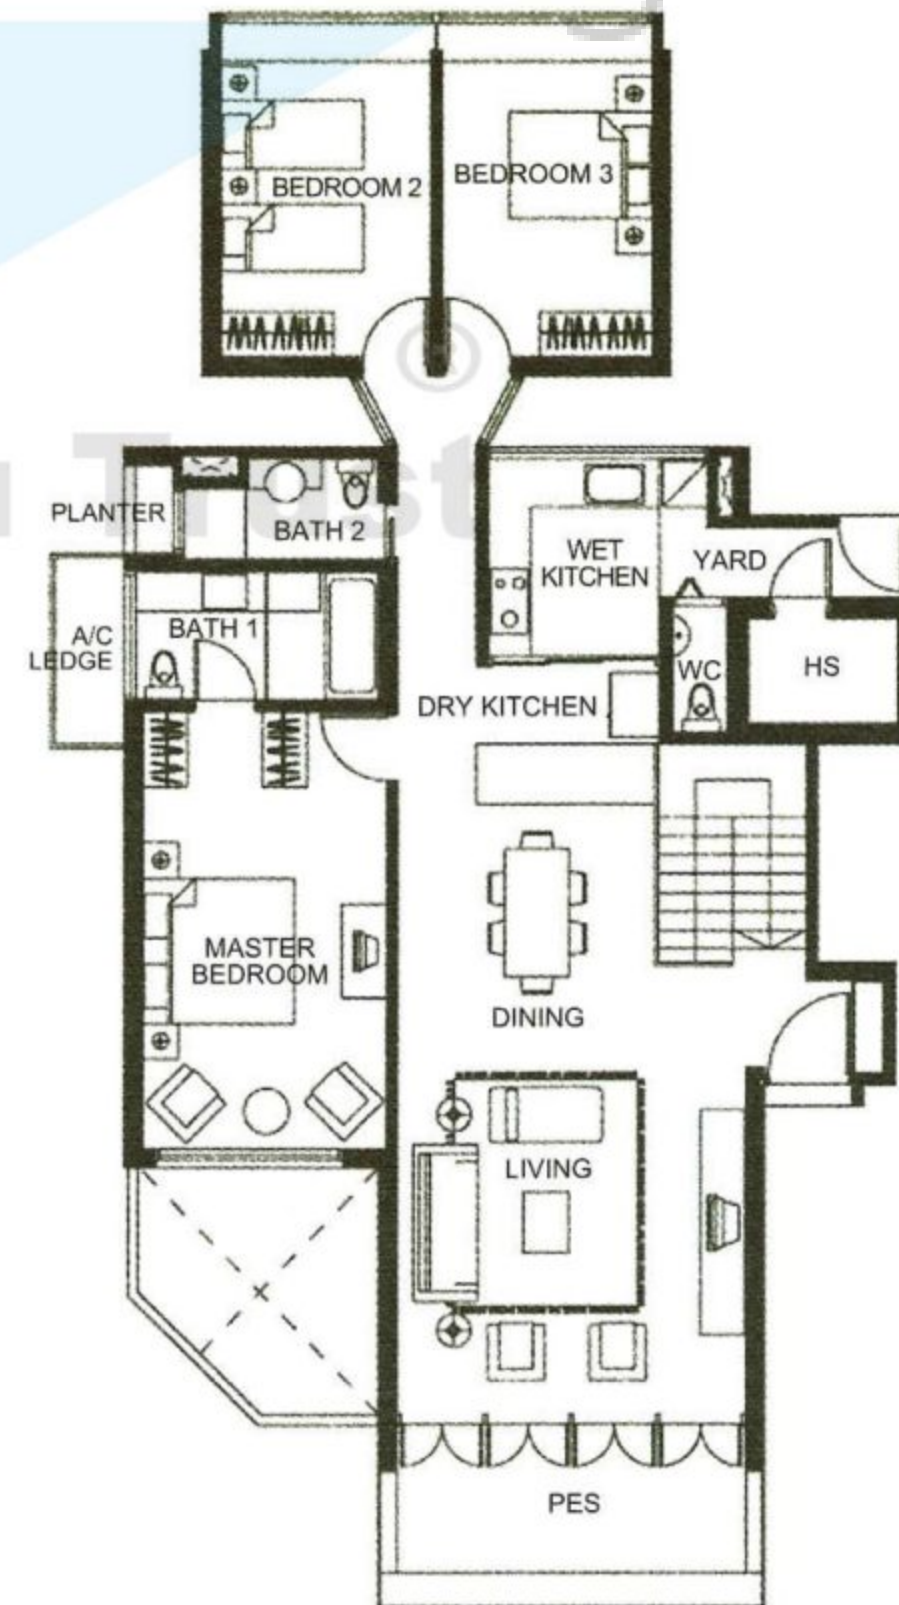 BEDROOM 2
BEDROOM 3
PLANTER
BATH 2
WET
KITCHEN
YARD
A/C
LEDGE
BATH 1
WC
HS
DRY KITCHEN
MASTER
BEDROOM
DINING
LIVING
PES
Trust